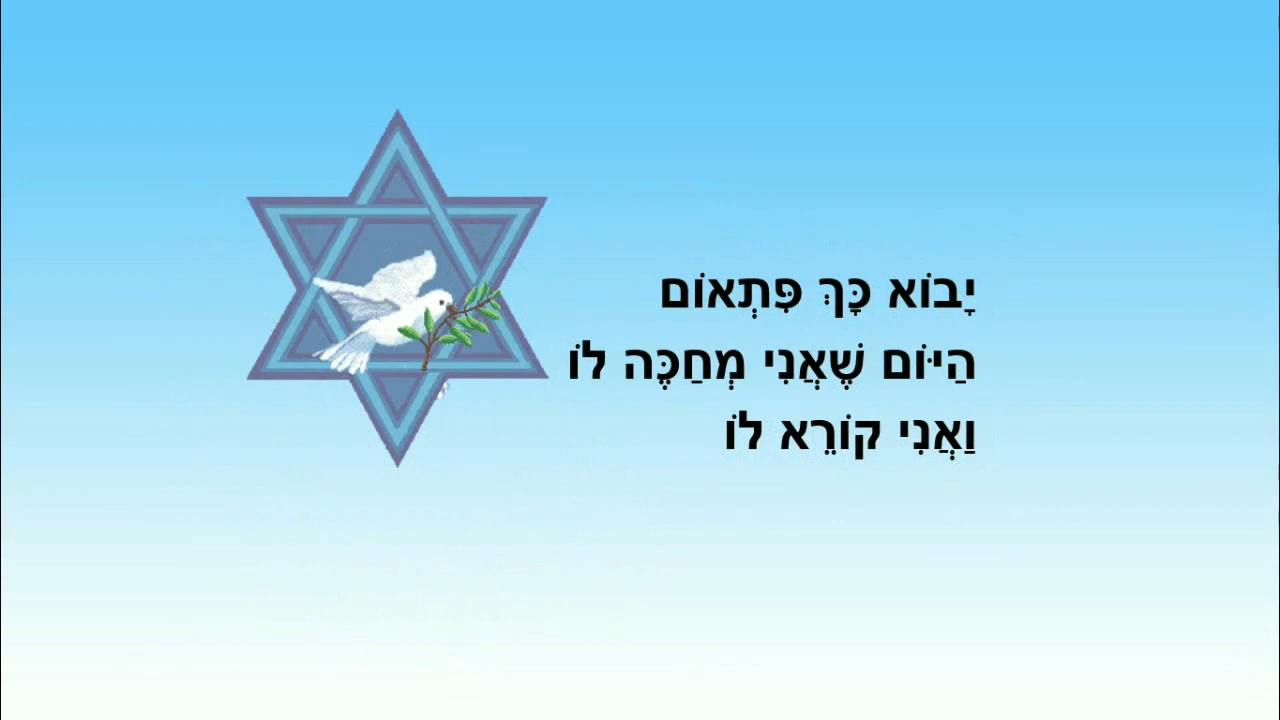 יָבוֹא כָּךְ פִּתְאוֹם
הַיּוֹם שֶׁאֲנִי מְחַכֶּה לוֹ
וַאֲנִי קוֹרֵא לוֹ